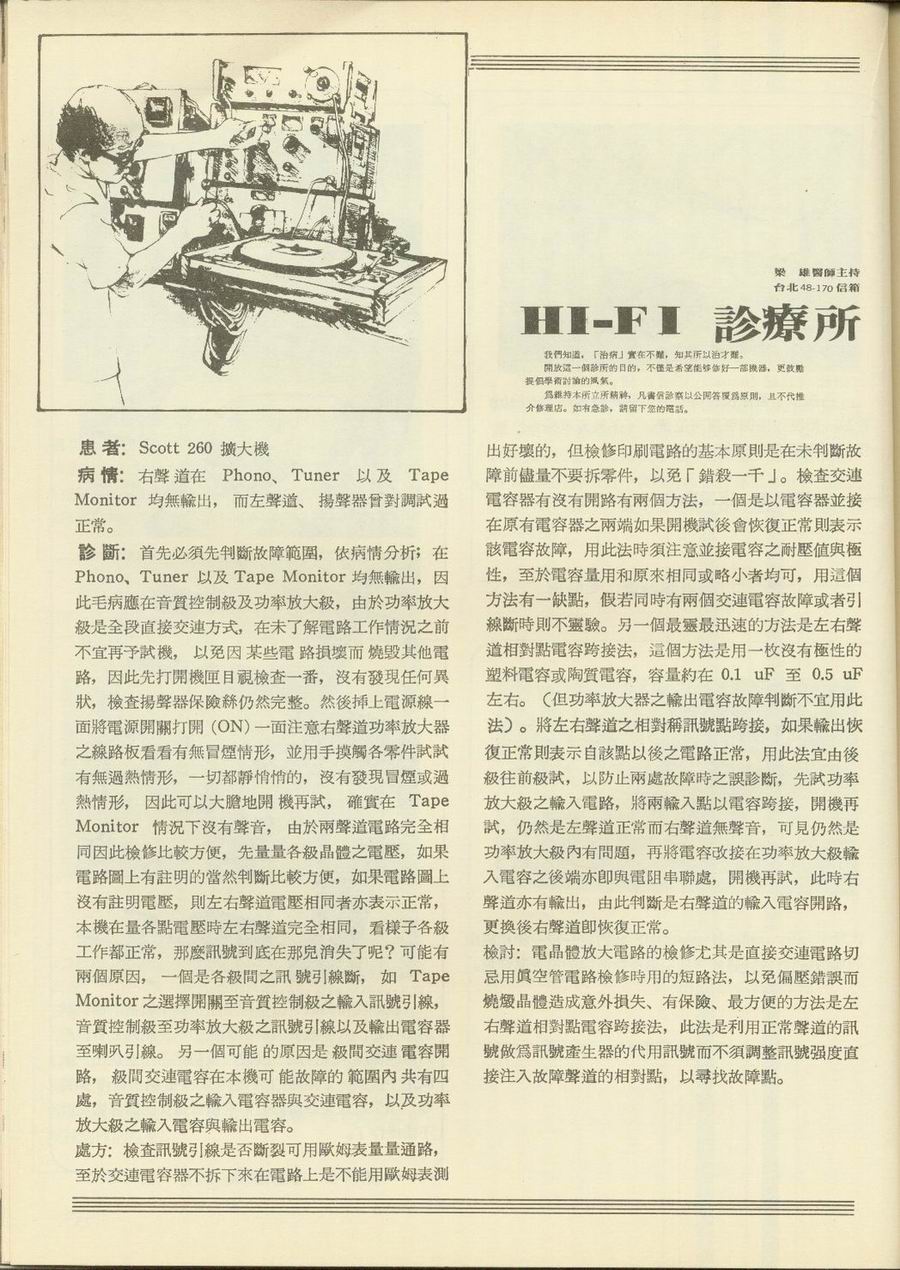 梁　雄醫師主持
台北48-170信箱
HI-FI 診療所
我們知道，「治病」實在不難，知其所以治才難。
開放這一個診所的目的，不僅是希望能够修好一部機器，更鼓勵
提倡學術討論的風氣。
爲維持本所立所精神，凡書信診察以公開答覆爲原則，且不代推
介修理店。如有急診，請留下您的電話。
患者：Scott 260 擴大機
病情：右聲道在 Phono、Tuner 以及 Tape
Monitor 均無輸出，而左聲道、揚聲器曾對調試過
正常。
診斷：首先必須先判斷故障範圍，依病情分析；在
Phono、Tuner 以及 Tape Monitor 均無輸出，因
此毛病應在音質控制級及功率放大級，由於功率放大
級是全段直接交連方式，在未了解電路工作情況之前
不宜再予試機，以免因某些電路損壞而燒毀其他電
路，因此先打開機匣目視檢查一番，沒有發現任何異
狀，檢查揚聲器保險絲仍然完整。然後挿上電源線一
面將電源開關打開（ON）一面注意右聲道功率放大器
之線路板看看有無冒煙情形，並用手摸觸各零件試試
有無過熱情形，一切都靜悄悄的，沒有發現冒煙或過
熱情形，因此可以大膽地開機再試，確實在 Tape
Monitor 情況下沒有聲音，由於兩聲道電路完全相
同因此檢修比較方便，先量量各級晶體之電壓，如果
電路圖上有註明的當然判斷比較方便，如果電路圖上
沒有註明電壓，則左右聲道電壓相同者亦表示正常，
本機在量各點電壓時左右聲道完全相同，看樣子各級
工作都正常，那麼訊號到底在那兒消失了呢？可能有
兩個原因，一個是各級間之訊號引線斷，如 Tape
Monitor 之選擇開關至音質控制級之輸入訊號引線，
音質控制級至功率放大級之訊號引線以及輸出電容器
至喇叭引線。另一個可能的原因是級間交連電容開
路，級間交連電容在本機可能故障的範圍內共有四
處，音質控制級之輸入電容器與交連電容，以及功率
放大級之輸入電容與輸出電容。
處方：檢查訊號引線是否斷裂可用歐姆表量量通路，
至於交連電容器不拆下來在電路上是不能用歐姆表測
出好壞的，但檢修印刷電路的基本原則是在未判斷故
障前儘量不要拆零件，以免「錯殺一千」。檢查交連
電容器有沒有開路有兩個方法，一個是以電容器並接
在原有電容器之兩端如果開機試後會恢復正常則表示
該電容故障，用此法時須注意並接電容之耐壓值與極
性，至於電容量用和原來相同或略小者均可，用這個
方法有一缺點，假若同時有兩個交連電容故障或者引
線斷時則不靈驗。另一個最靈最迅速的方法是左右聲
道相對點電容跨接法，這個方法是用一枚沒有極性的
塑料電容或陶質電容，容量約在 0.1 uF 至 0.5 uF
左右。（但功率放大器之輸出電容故障判斷不宜用此
法）。將左右聲道之相對稱訊號點跨接，如果輸出恢
復正常則表示自該點以後之電路正常，用此法宜由後
級往前級試，以防止兩處故障時之誤診斷，先試功率
放大級之輸入電路，將兩輸入點以電容跨接，開機再
試，仍然是左聲道正常而右聲道無聲音，可見仍然是
功率放大級內有問題，再將電容改接在功率放大級輸
入電容之後端亦卽與電阻串聯處，開機再試，此時右
聲道亦有輸出，由此判斷是右聲道的輸入電容開路，
更換後右聲道卽恢復正常。
檢討：電晶體放大電路的檢修尤其是直接交連電路切
忌用眞空管電路檢修時用的短路法，以免偏壓錯誤而
燒燬晶體造成意外損失、有保險、最方便的方法是左
右聲道相對點電容跨接法，此法是利用正常聲道的訊
號做爲訊號產生器的代用訊號而不須調整訊號强度直
接注入故障聲道的相對點，以尋找故障點。